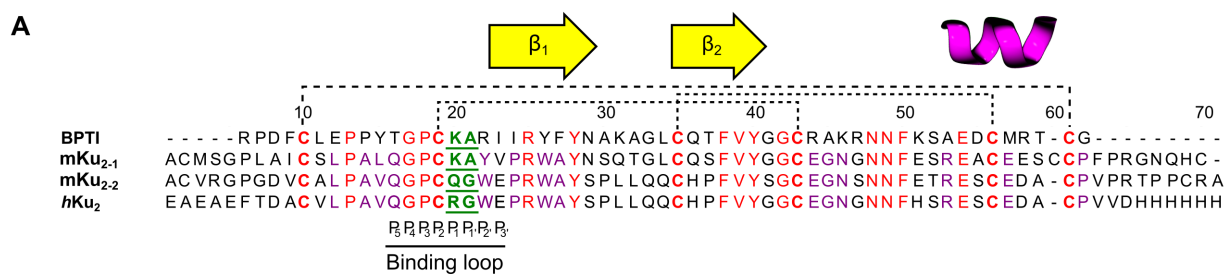 A
β1 β2
10 20 30 40 50 60 70
BPTI - - - - - RPDFCLEPPYTGPCKARIIRYFYNAKAGLCQTFVYGGCRAKRNNFKSAEDCMRT-CG - - - - - - - - -
mKu2-1 ACMSGPLAICSLPALQGPCKAYVPRWAYNSQTGLCQSFVYGGCEGNGNNFESREACEESCCPFPRGNQHC-
mKu2-2 ACVRGPGDVCALPAVQGPCQGWEPRWAYSPLLQQCHPFVYSGCEGNSNNFETRESCEDA-CPVPRTPPCRA
hKu2 EAEAEFTDACVLPAVQGPCRGWEPRWAYSPLLQQCHPFVYGGCEGNGNNFHSRESCEDA-CPVVDHHHHHH
P5P4P3P2P1P1'P2'P3'
Binding loop